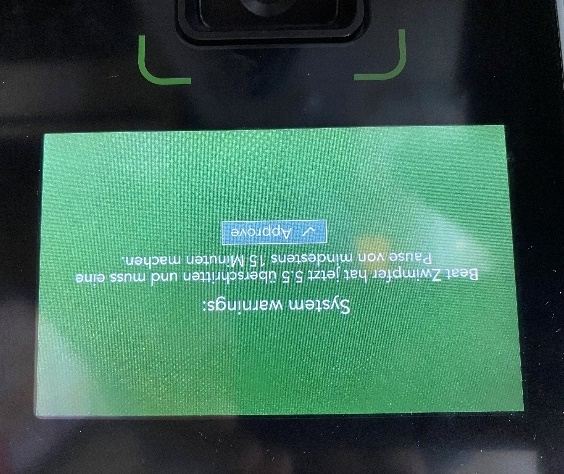 System warnings:
Beat Zwimpfer hat jetzt 5.5 überschritten und muss eine
Pause von mindestens 15 Minuten machen.
✓ Approve